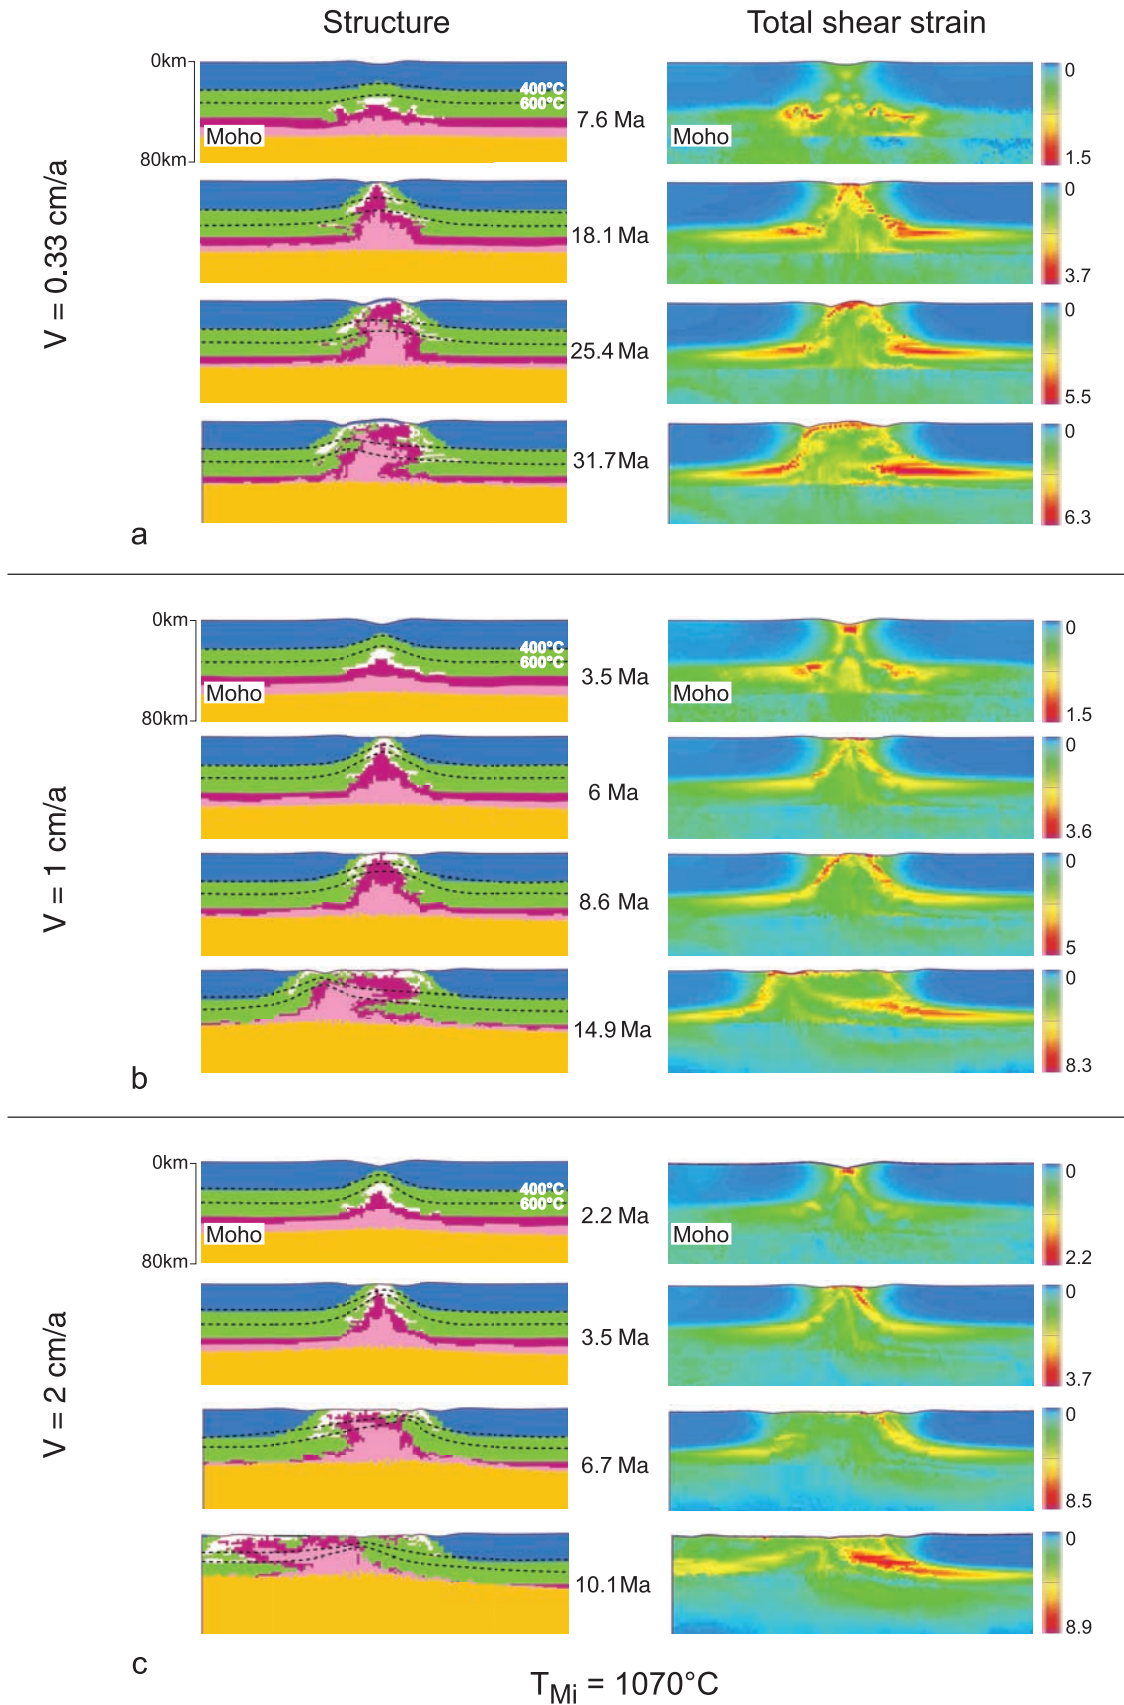 Structure Total shear strain
V = 0.33 cm/a
0km
400°C
600°C
Moho
80km
7.6 Ma
Moho
0
1.5
18.1 Ma
0
3.7
25.4 Ma
0
5.5
31.7 Ma
0
6.3
a
V = 1 cm/a
0km
400°C
600°C
Moho
80km
3.5 Ma
Moho
0
1.5
6 Ma
0
3.6
8.6 Ma
0
5
14.9 Ma
0
8.3
b
V = 2 cm/a
0km
400°C
600°C
Moho
80km
2.2 Ma
Moho
0
2.2
3.5 Ma
0
3.7
6.7 Ma
0
8.5
10.1 Ma
0
8.9
c
TMi = 1070°C